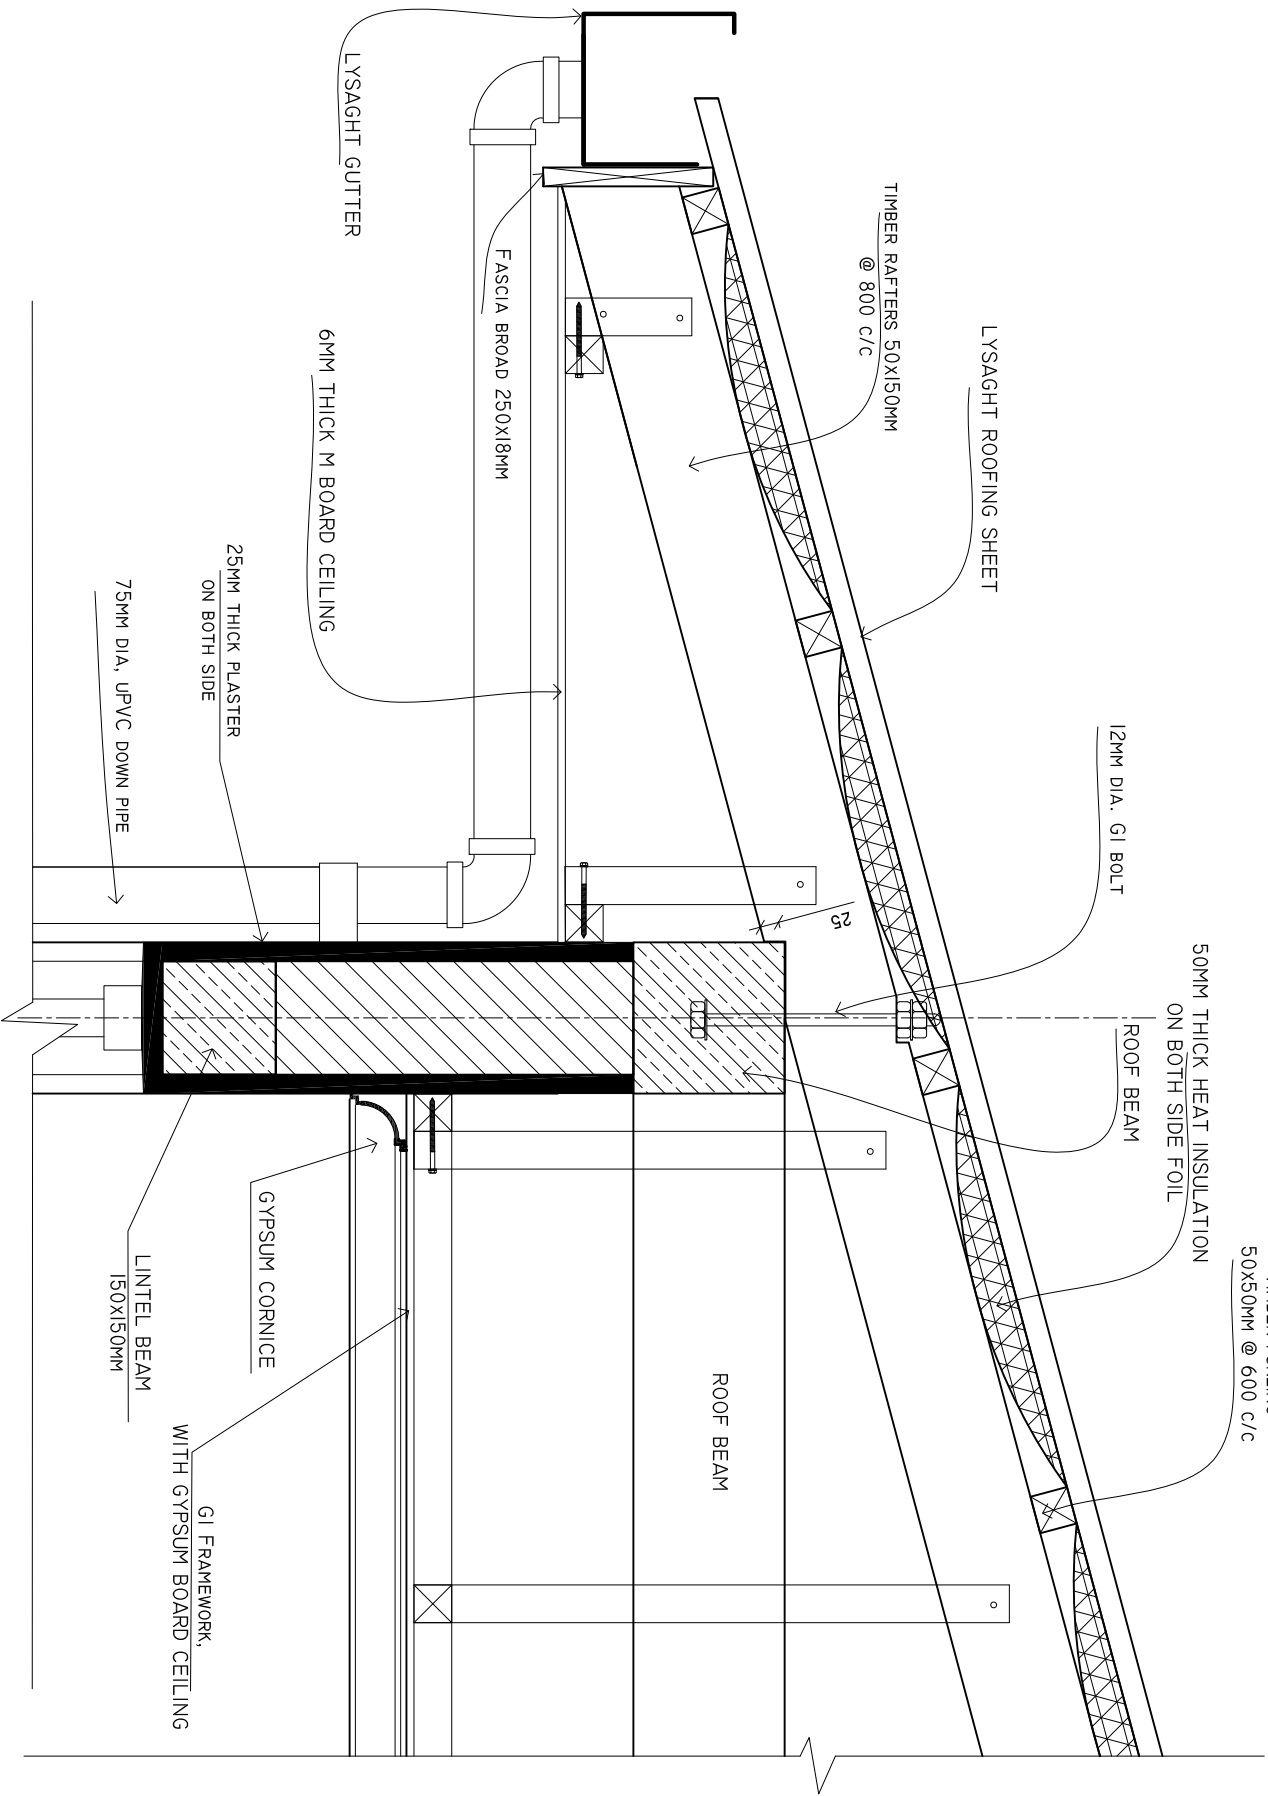 50x50MM @ 600 C/C
50MM THICK HEAT INSULATION
ON BOTH SIDE FOIL
ROOF BEAM
12MM DIA. GI BOLT
LYSAGHT ROOFING SHEET
TIMBER RAFTERS 50X150MM
@ 800 C/C
25
ROOF BEAM
FASCIA BROAD 250X18MM
LYSAGHT GUTTER
6MM THICK M BOARD CEILING
25MM THICK PLASTER
ON BOTH SIDE
75MM DIA, UPVC DOWN PIPE
GYPSUM CORNICE
LINTEL BEAM
150X150MM
GI FRAMEWORK,
WITH GYPSUM BOARD CEILING